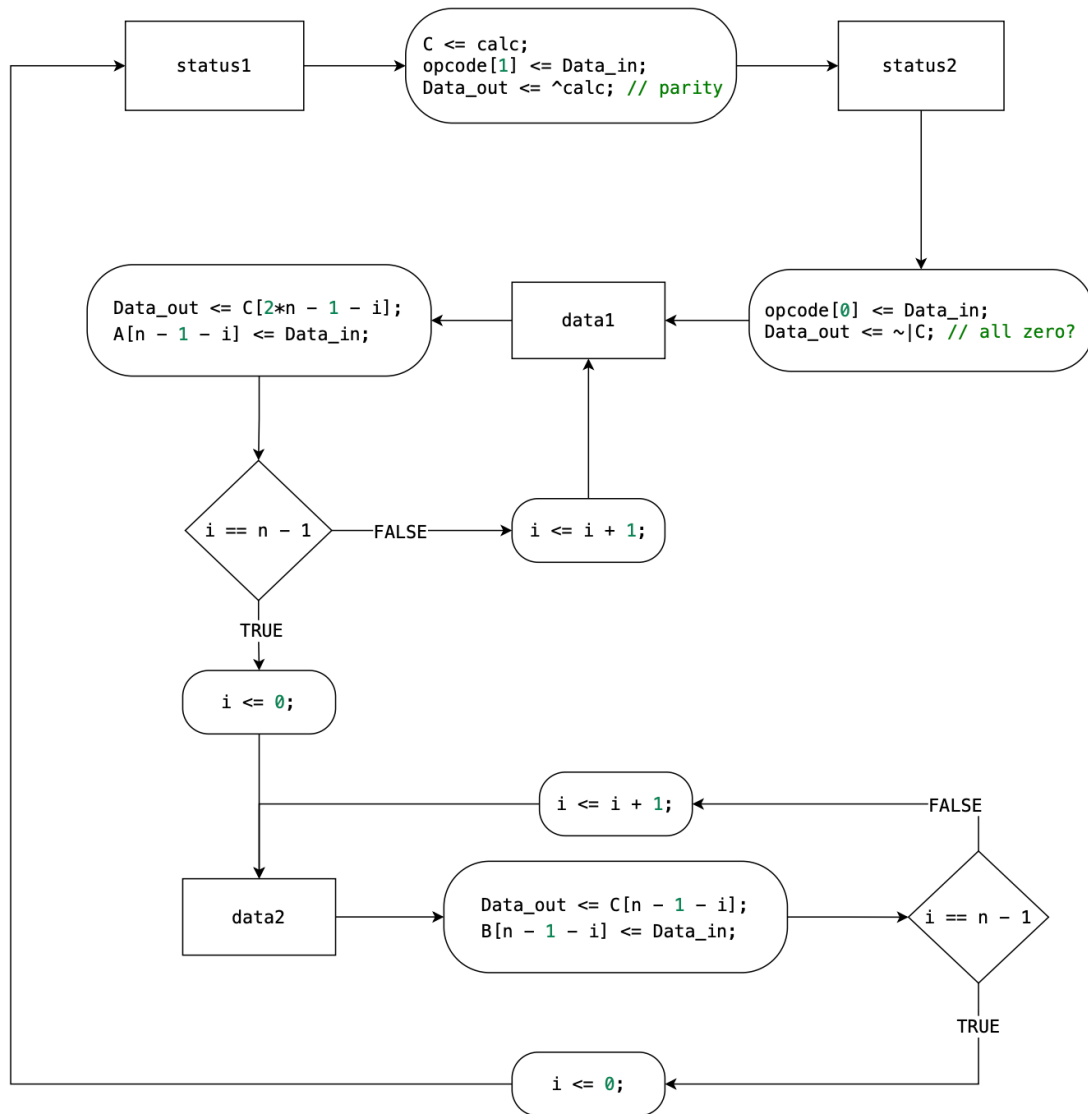 status1
C <= calc;
opcode[1] <= Data_in;
Data_out <= ^calc; // parity
status2
opcode[0] <= Data_in;
Data_out <= ~|C; // all zero?
data1
Data_out <= C[2*n – 1 – i];
A[n – 1 – i] <= Data_in;
i == n – 1
FALSE
i <= i + 1;
TRUE
i <= 0;
i <= i + 1;
FALSE
data2
Data_out <= C[n – 1 – i];
B[n – 1 – i] <= Data_in;
i == n – 1
TRUE
i <= 0;